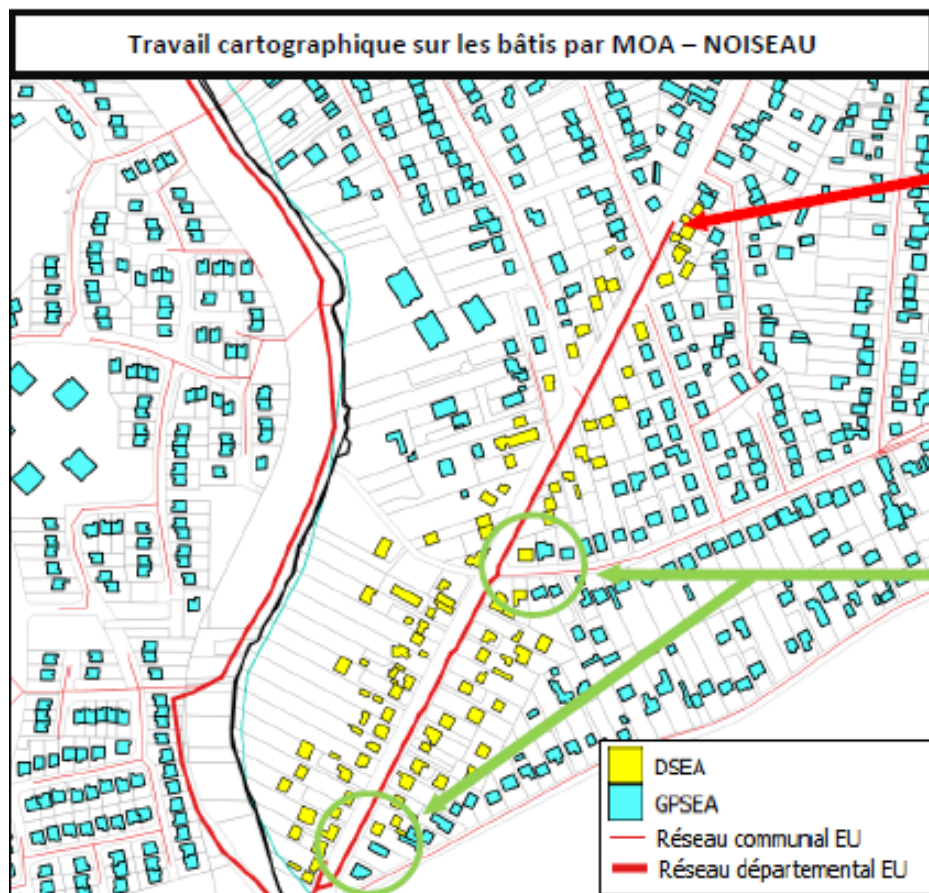 Travail cartographique sur les bâtis par MOA – NOISEAU
DSEA
GPSEA
Réseau communal EU
Réseau départemental EU